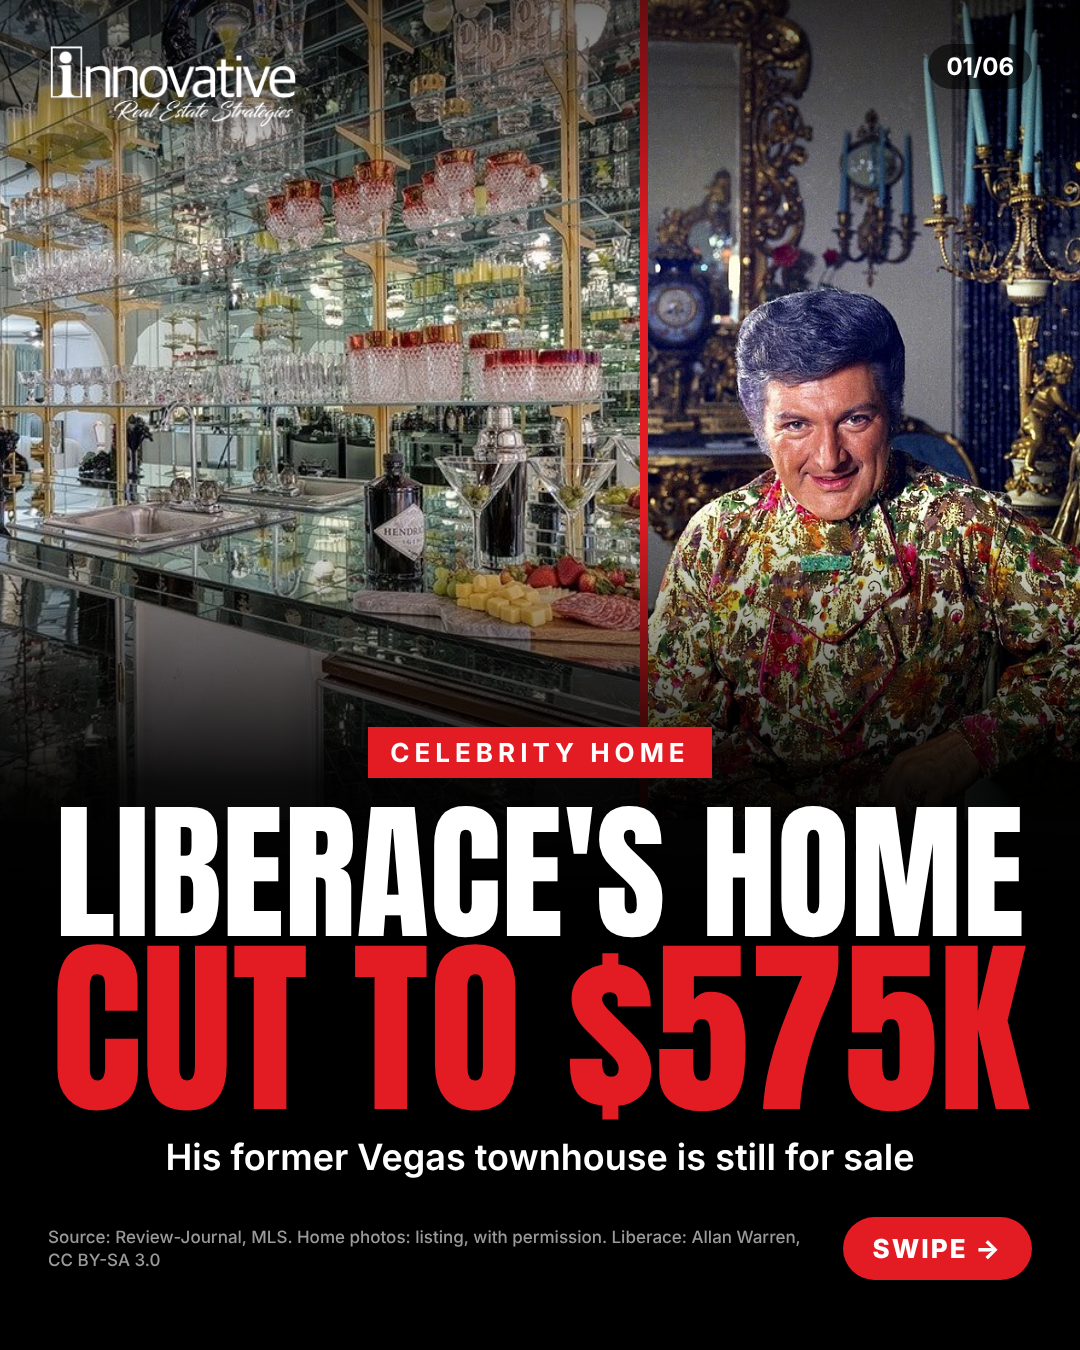 innovative
Real Estate Strategies
01/06
HENDRI
GIN
CELEBRITY HOME
LIBERACE'S HOME
CUT TO $575K
His former Vegas townhouse is still for sale
Source: Review-Journal, MLS. Home photos: listing, with permission. Liberace: Allan Warren,
CC BY-SA 3.0
SWIPE →